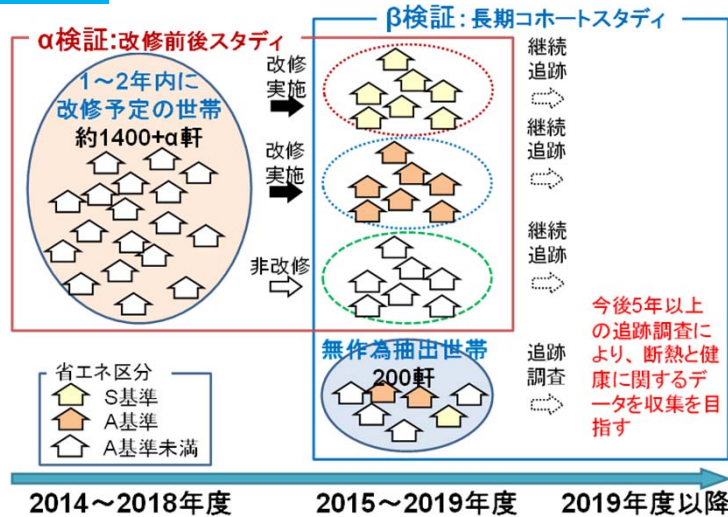 α検証:改修前後スタディ
β検証:長期コホートスタディ
1~2年内に
改修予定の世帯
約1400+α軒
改修
実施
改修
実施
非改修
継続
追跡
継続
追跡
継続
追跡
無作為抽出世帯
200軒
追跡
調査
今後5年以上
の追跡調査に
より、断熱と健
康に関するデ
ータを収集を目
指す
省エネ区分
S基準
A基準
A基準未満
2014~2018年度
2015~2019年度
2019年度以降